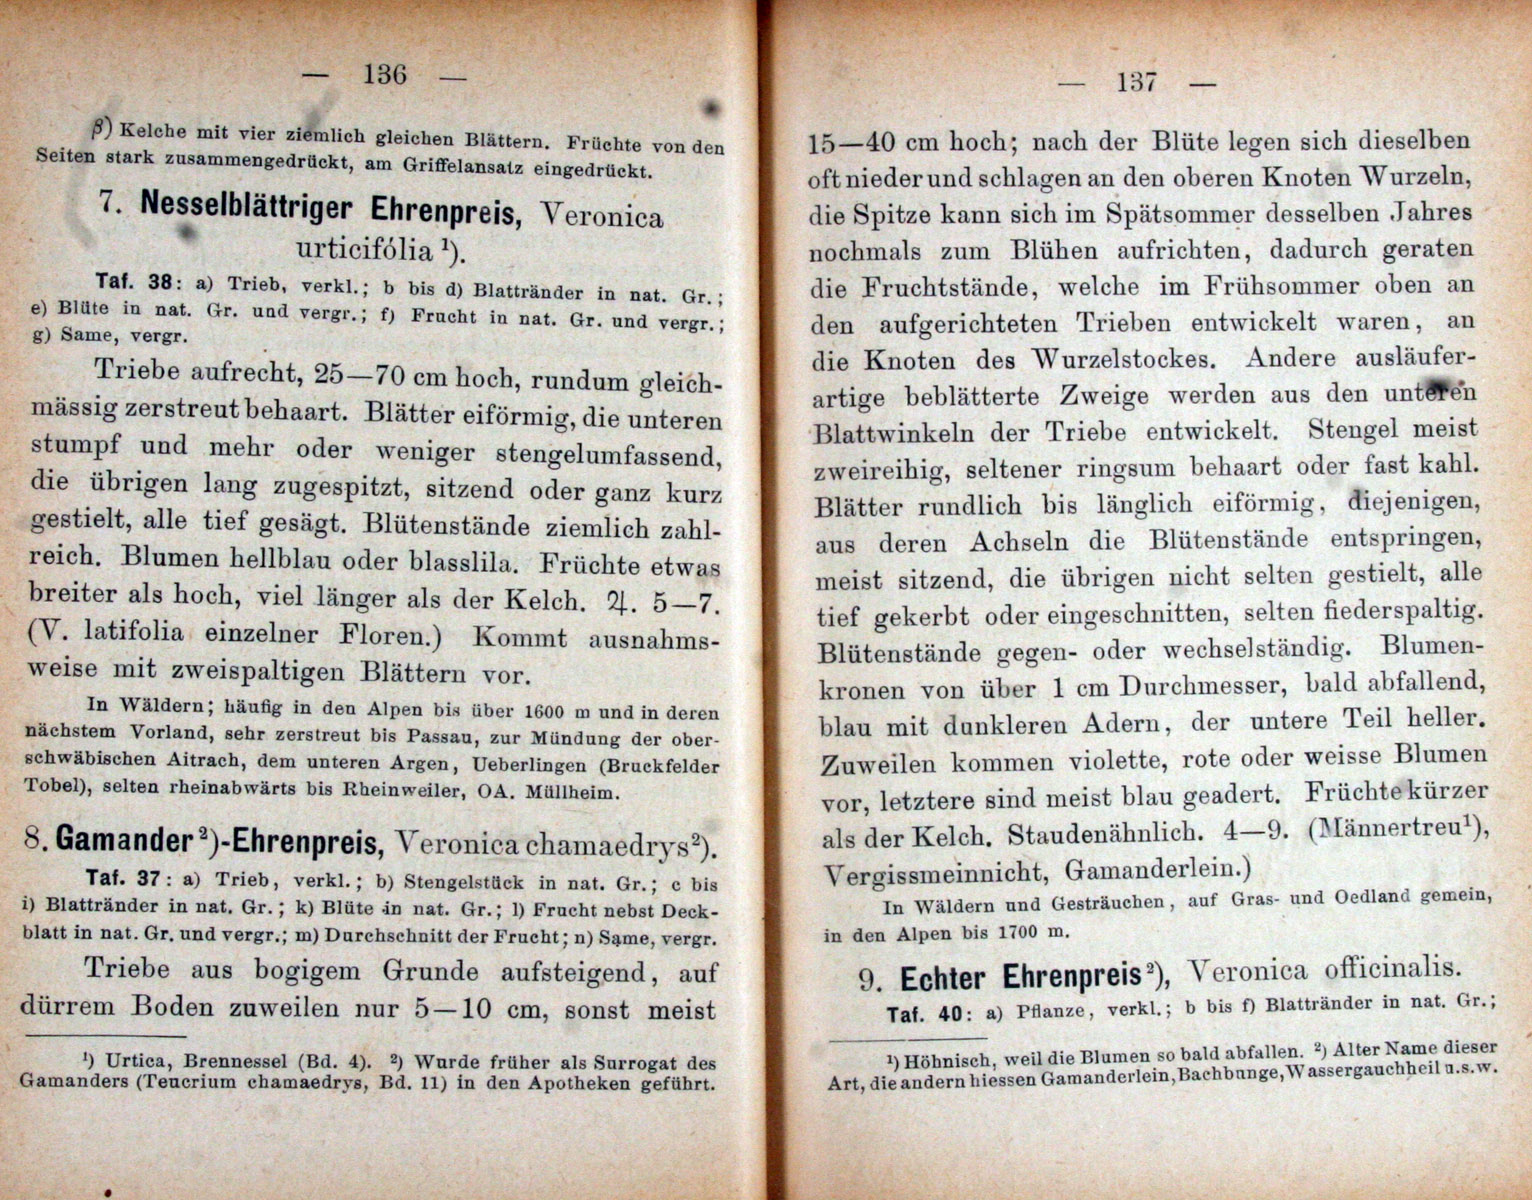 — 136 —
β) Kelche mit vier ziemlich gleichen Blättern. Früchte von den
Seiten stark zusammengedrückt, am Griffelansatz eingedrückt.
7. Nesselblättriger Ehrenpreis, Veronica
urticifólia ¹).
Taf. 38: a) Trieb, verkl.; b bis d) Blattränder in nat. Gr.;
e) Blüte in nat. Gr. und vergr.; f) Frucht in nat. Gr. und vergr.;
g) Same, vergr.
Triebe aufrecht, 25—70 cm hoch, rundum gleich-
mässig zerstreut behaart. Blätter eiförmig, die unteren
stumpf und mehr oder weniger stengelumfassend,
die übrigen lang zugespitzt, sitzend oder ganz kurz
gestielt, alle tief gesägt. Blütenstände ziemlich zahl-
reich. Blumen hellblau oder blasslila. Früchte etwas
breiter als hoch, viel länger als der Kelch. ♃. 5—7.
(V. latifolia einzelner Floren.) Kommt ausnahms-
weise mit zweispaltigen Blättern vor.
In Wäldern; häufig in den Alpen bis über 1600 m und in deren
nächstem Vorland, sehr zerstreut bis Passau, zur Mündung der ober-
schwäbischen Aitrach, dem unteren Argen, Ueberlingen (Bruckfelder
Tobel), selten rheinabwärts bis Rheinweiler, OA. Müllheim.
8. Gamander ²)-Ehrenpreis, Veronica chamaedrys ²).
Taf. 37: a) Trieb, verkl.; b) Stengelstück in nat. Gr.; c bis
i) Blattränder in nat. Gr.; k) Blüte in nat. Gr.; l) Frucht nebst Deck-
blatt in nat. Gr. und vergr.; m) Durchschnitt der Frucht; n) Same, vergr.
Triebe aus bogigem Grunde aufsteigend, auf
dürrem Boden zuweilen nur 5—10 cm, sonst meist
¹) Urtica, Brennessel (Bd. 4). ²) Wurde früher als Surrogat des
Gamanders (Teucrium chamaedrys, Bd. 11) in den Apotheken geführt.
— 137 —
15—40 cm hoch; nach der Blüte legen sich dieselben
oft nieder und schlagen an den oberen Knoten Wurzeln,
die Spitze kann sich im Spätsommer desselben Jahres
nochmals zum Blühen aufrichten, dadurch geraten
die Fruchtstände, welche im Frühsommer oben an
den aufgerichteten Trieben entwickelt waren, an
die Knoten des Wurzelstockes. Andere ausläufer-
artige beblätterte Zweige werden aus den unteren
Blattwinkeln der Triebe entwickelt. Stengel meist
zweireihig, seltener ringsum behaart oder fast kahl.
Blätter rundlich bis länglich eiförmig, diejenigen,
aus deren Achseln die Blütenstände entspringen,
meist sitzend, die übrigen nicht selten gestielt, alle
tief gekerbt oder eingeschnitten, selten fiederspaltig.
Blütenstände gegen- oder wechselständig. Blumen-
kronen von über 1 cm Durchmesser, bald abfallend,
blau mit dunkleren Adern, der untere Teil heller.
Zuweilen kommen violette, rote oder weisse Blumen
vor, letztere sind meist blau geadert. Früchte kürzer
als der Kelch. Staudenähnlich. 4—9. (Männertreu¹),
Vergissmeinnicht, Gamanderlein.)
In Wäldern und Gesträuchen, auf Gras- und Oedland gemein,
in den Alpen bis 1700 m.
9. Echter Ehrenpreis ²), Veronica officinalis.
Taf. 40: a) Pflanze, verkl.; b bis f) Blattränder in nat. Gr.;
¹) Höhnisch, weil die Blumen so bald abfallen. ²) Alter Name dieser
Art, die andern hiessen Gamanderlein, Bachbunge, Wassergauchheil u.s.w.